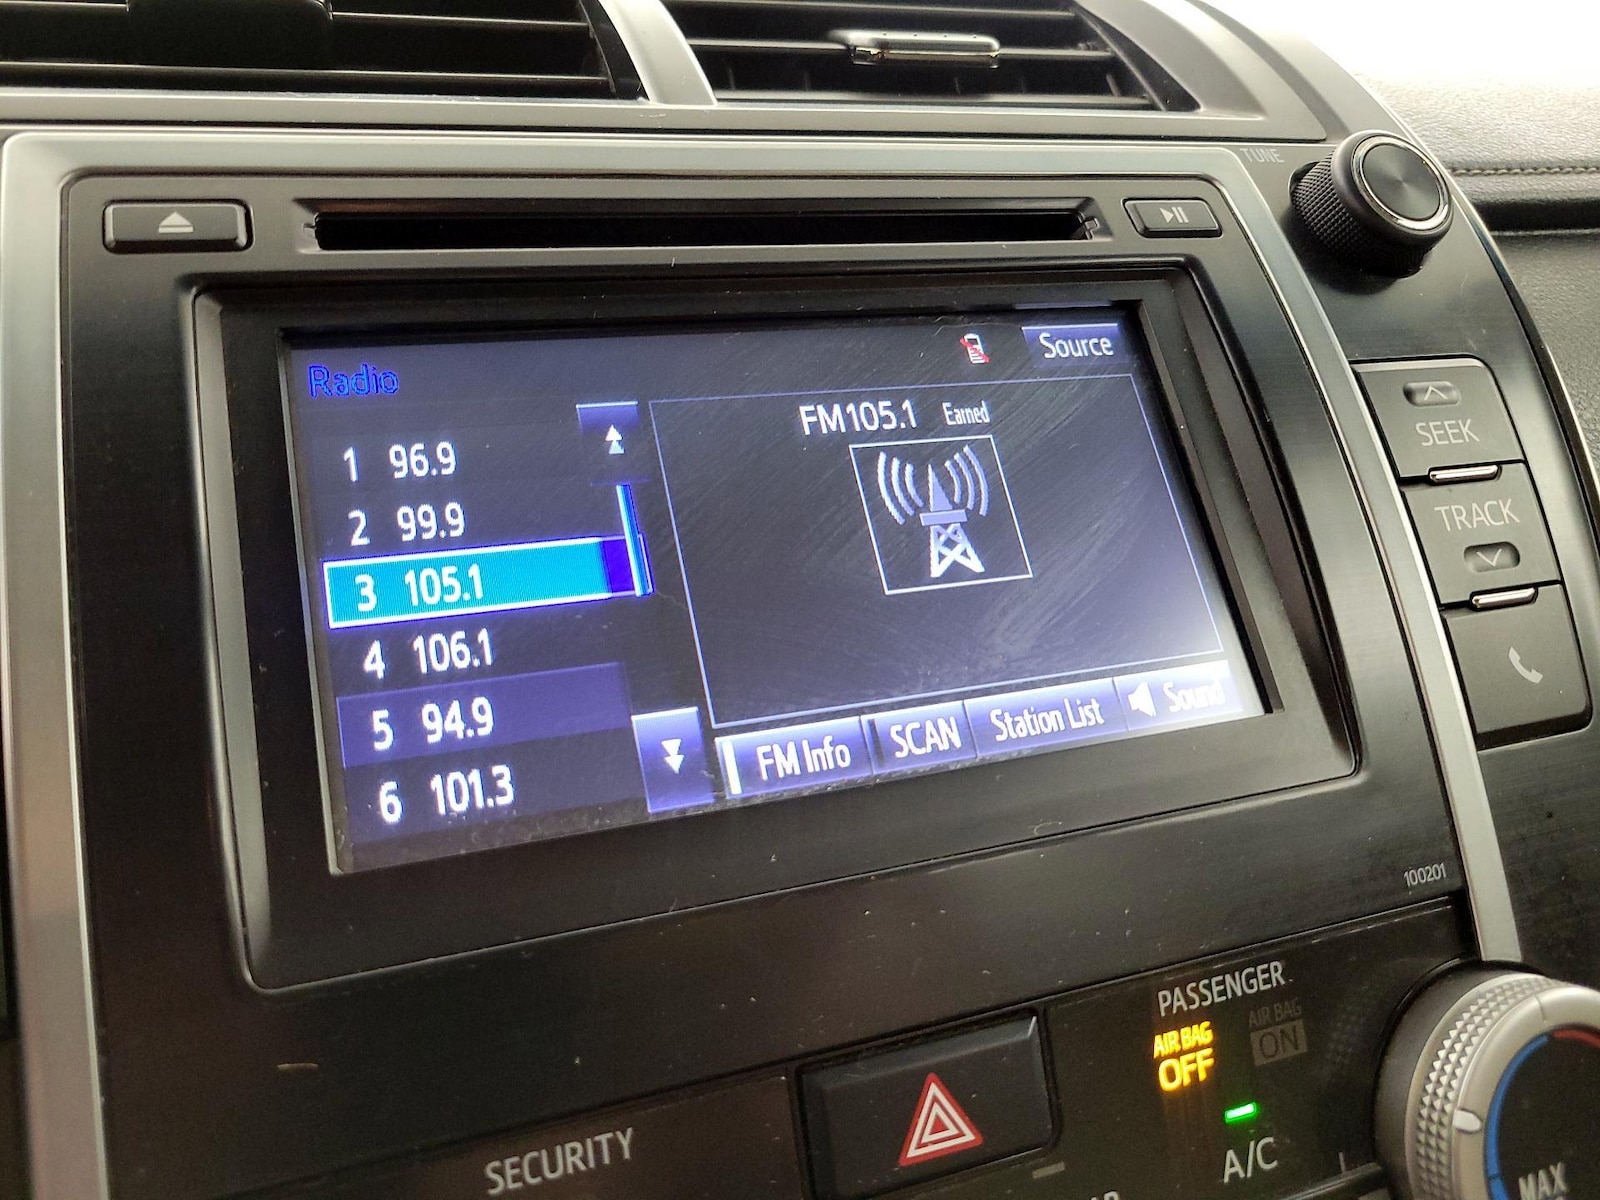 TUNE
Source
Radio
FM105.1 Earned
1 96.9
2 99.9
3 105.1
4 106.1
5 94.9
6 101.3
FM Info
SCAN
Station List
Sound
SEEK
TRACK
100201
PASSENGER
AIR BAG
OFF
AIR BAG
ON
A/C
SECURITY
MAX